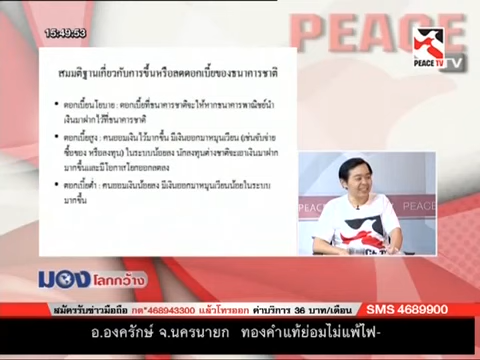 15:49:53
PEACE
PEACE TV
TV
สมมติฐานเกี่ยวกับการขึ้นหรือลดดอกเบี้ยของธนาคารชาติ
• ดอกเบี้ยนโยบาย : ดอกเบี้ยที่ธนาคารชาติจะให้หากธนาคารพาณิชย์นำ
เงินมาฝากไว้ที่ธนาคารชาติ
• ดอกเบี้ยสูง : คนออมเงินไว้มากขึ้น มีเงินออกมาหมุนเวียน (เช่นจับจ่าย
ซื้อของ หรือลงทุน) ในระบบน้อยลง นักลงทุนต่างชาติจะเอาเงินมาฝาก
มากขึ้นและมีโอกาสโยกออกลดลง
• ดอกเบี้ยต่ำ : คนออมเงินน้อยลง มีเงินออกมาหมุนเวียนน้อยในระบบ
มากขึ้น
PEACE
PEACE
มองโลกกว้าง
สมัครรับข่าวมือถือ กด*468943300 แล้วโทรออก ค่าบริการ 36 บาท/เดือน SMS 4689900
อ.องครักษ์ จ.นครนายก ทองคำแท้ย่อมไม่แพ้ไฟ-